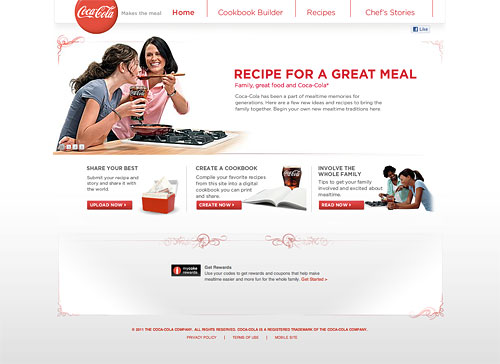 Coca-Cola
Makes the meal
Home
Cookbook Builder
Recipes
Chef's Stories
Like
RECIPE FOR A GREAT MEAL
Family, great food and Coca-Cola*
Coca-Cola has been a part of mealtime memories for
generations. Here are a few new ideas and recipes to bring the
family together. Begin your own new mealtime traditions here
SHARE YOUR BEST
Submit your recipe
and story and share it with
the world.
UPLOAD NOW >
CREATE A COOKBOOK
Compile your favorite recipes
from this site into a digital
cookbook you can print
and share.
CREATE NOW >
INVOLVE THE
WHOLE FAMILY
Tips to get your family
involved and excited about
mealtime.
READ NOW >
mycoke
rewards
Get Rewards
Use your codes to get rewards and coupons that help make
mealtime easier and more fun for the whole family. Get Started >
© 2011 THE COCA-COLA COMPANY. ALL RIGHTS RESERVED. COCA-COLA IS A REGISTERED TRADEMARK OF THE COCA-COLA COMPANY.
PRIVACY POLICY | TERMS OF USE | MOBILE SITE